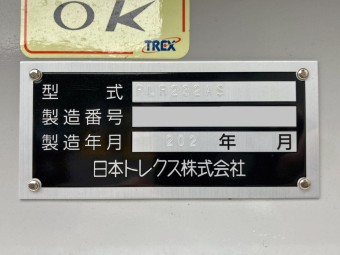 OK
TREX
型式
製造番号
製造年月 202 年 月
日本トレクス株式会社